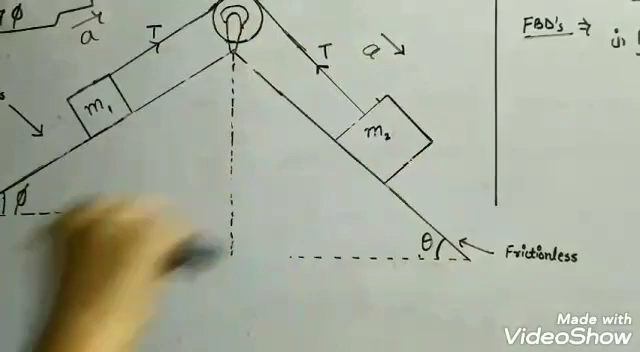 φ
a
T
m₁
φ
T
a
m₂
θ
Frictionless
FBD's ⇒
Made with
VideoShow